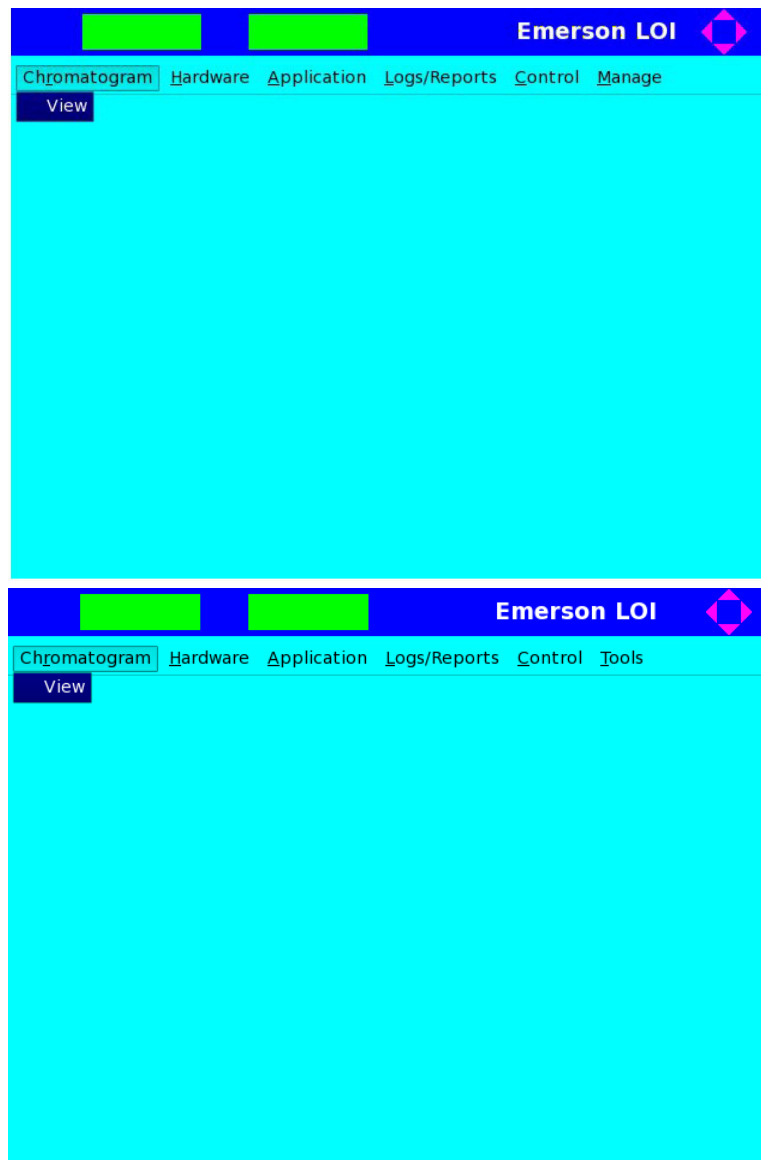 Emerson LOI
Chromatogram Hardware Application Logs/Reports Control Manage
View
Emerson LOI
Chromatogram Hardware Application Logs/Reports Control Tools
View